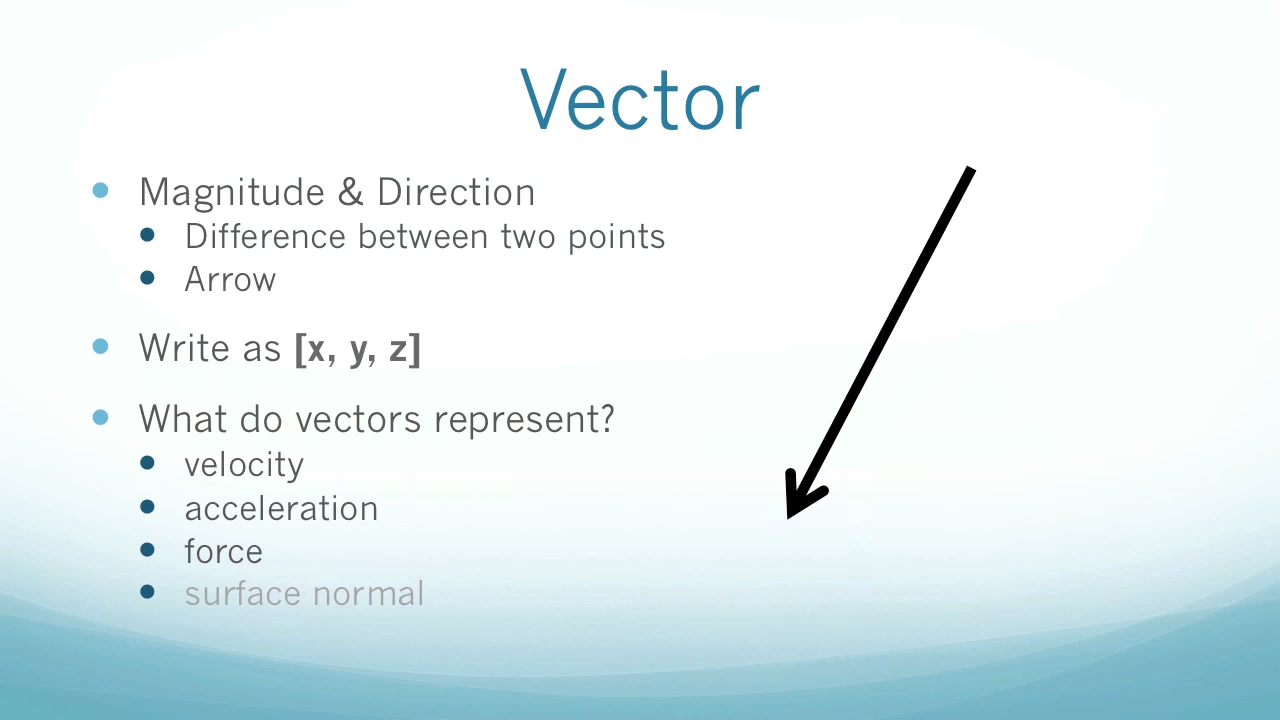 Vector
Magnitude & Direction
Difference between two points
Arrow
Write as [x, y, z]
What do vectors represent?
velocity
acceleration
force
surface normal